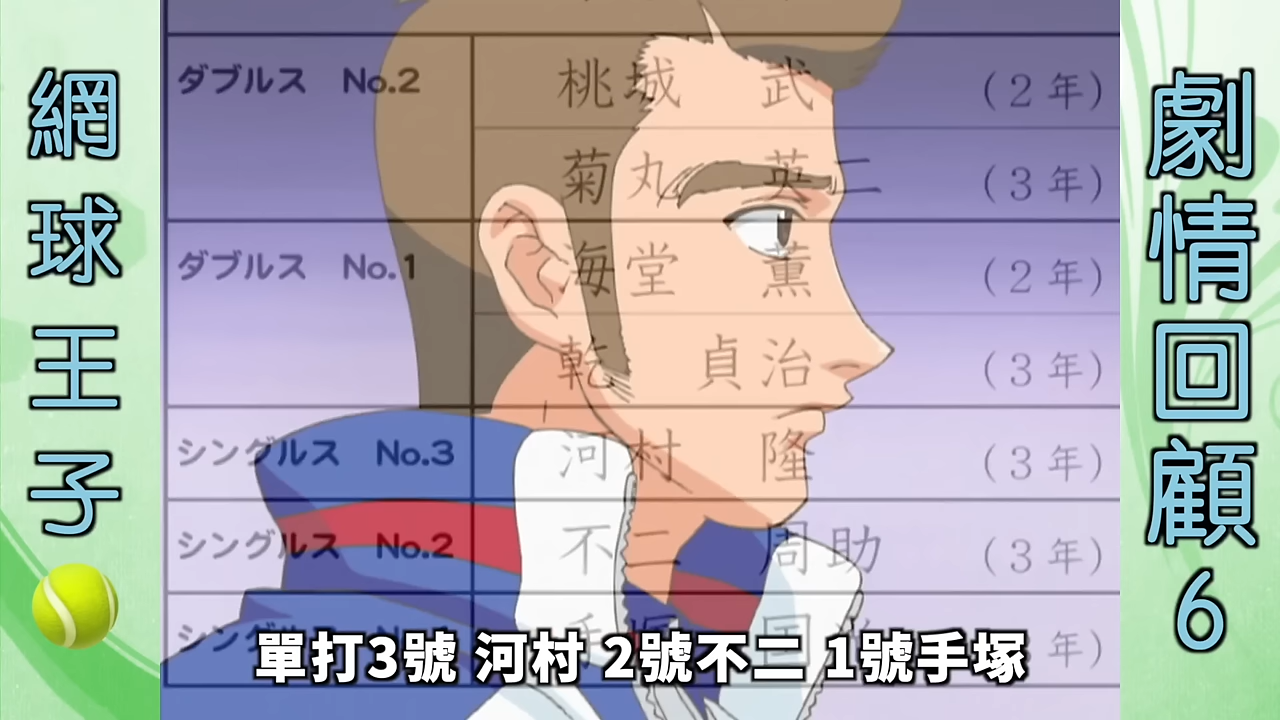 網球王子
ダブルス No.2 桃城 武 (2年)
菊丸 英二 (3年)
ダブルス No.1 海堂 薫 (2年)
乾 貞治 (3年)
シングルス No.3 河村 隆 (3年)
シングルス No.2 不二 周助 (3年)
單打3號 河村 2號不二 1號手塚
劇情回顧6